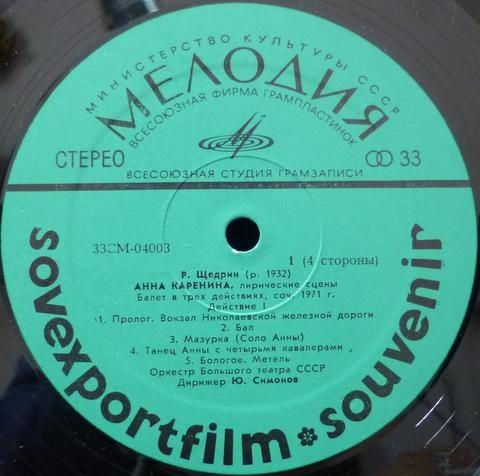 МИНИСТЕРСТВО КУЛЬТУРЫ СССР
МЕЛОДИЯ
ВСЕСОЮЗНАЯ ФИРМА ГРАМПЛАСТИНОК
СТЕРЕО
33
ВСЕСОЮЗНАЯ СТУДИЯ ГРАМЗАПИСИ
33СМ-04003
1 (4 стороны)
Р. Щедрин (р. 1932)
АННА КАРЕНИНА, лирические сцены
Балет в трех действиях, соч. 1971 г.
Действие I
1. Пролог. Вокзал Николаевской железной дороги
2. Бал
3. Мазурка (Соло Анны)
4. Танец Анны с четырьмя кавалерами
5. Бологое. Метель
Оркестр Большого театра СССР
Дирижер Ю. Симонов
sovexportfilm * souvenir